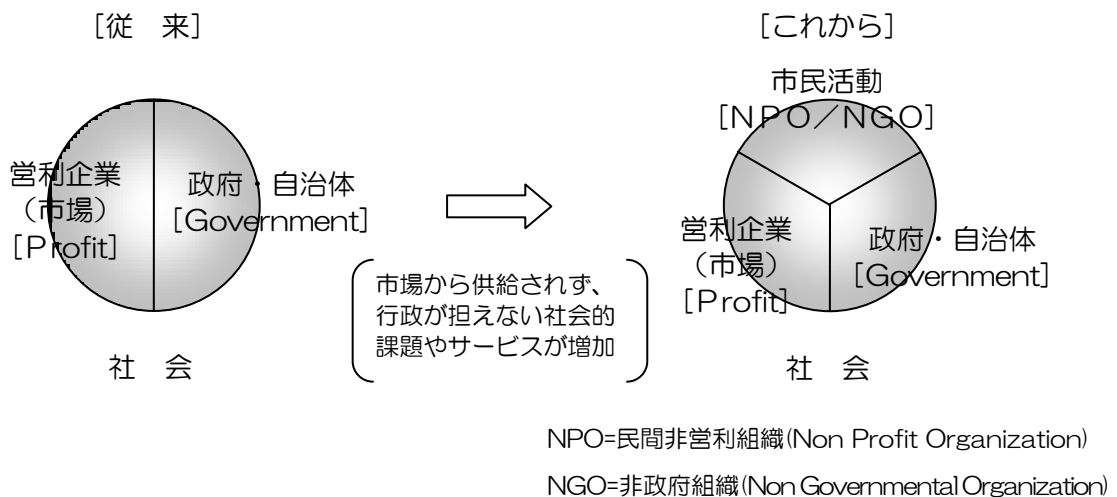 [従　来]
営利企業
（市場）
[Profit]
政府・自治体
[Government]
社　会
市場から供給されず、
行政が担えない社会的
課題やサービスが増加
[これから]
市民活動
[NPO／NGO]
営利企業
（市場）
[Profit]
政府・自治体
[Government]
社　会
NPO=民間非営利組織(Non Profit Organization)
NGO=非政府組織(Non Governmental Organization)